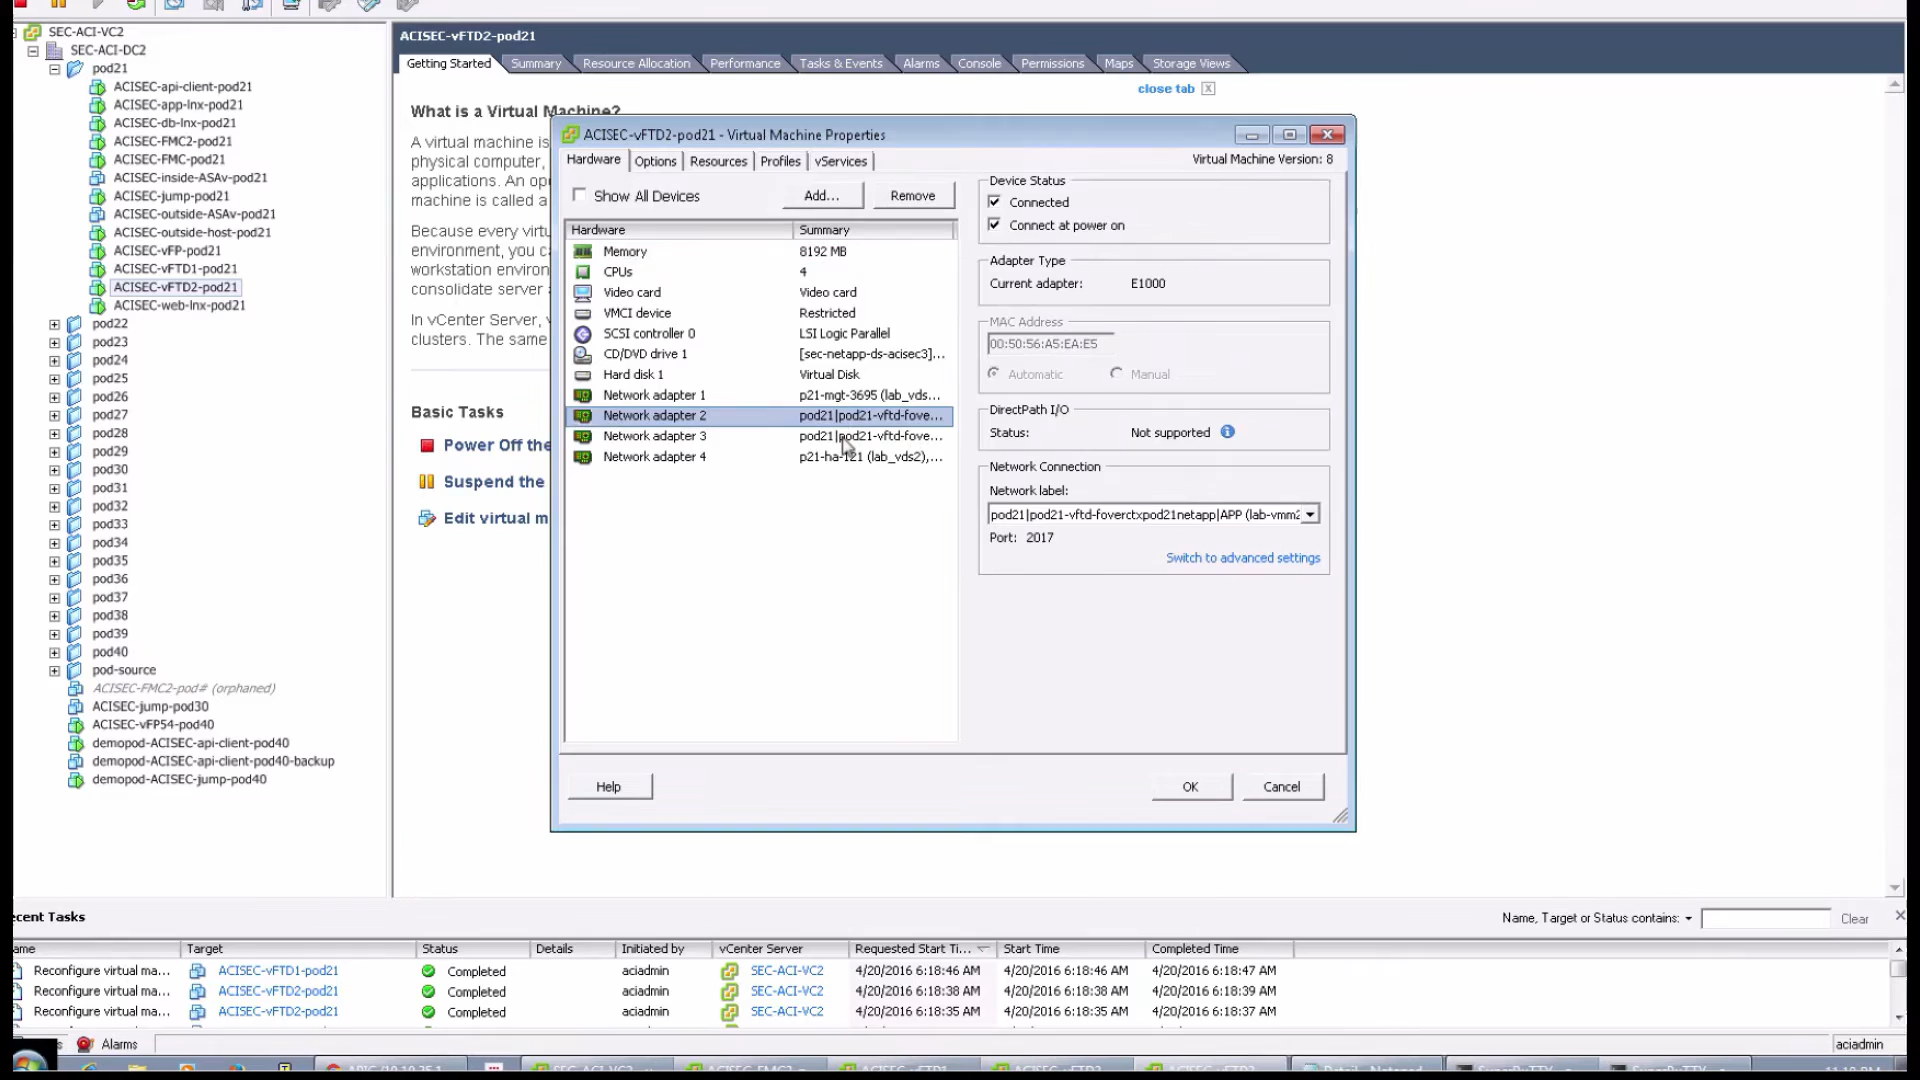 SEC-ACI-VC2
SEC-ACI-DC2
pod21
ACISEC-api-client-pod21
ACISEC-app-lnx-pod21
ACISEC-db-lnx-pod21
ACISEC-FMC2-pod21
ACISEC-FMC-pod21
ACISEC-inside-ASAv-pod21
ACISEC-jump-pod21
ACISEC-outside-ASAv-pod21
ACISEC-outside-host-pod21
ACISEC-vFP-pod21
ACISEC-vFTD1-pod21
ACISEC-vFTD2-pod21
ACISEC-web-lnx-pod21
pod22
pod23
pod24
pod25
pod26
pod27
pod28
pod29
pod30
pod31
pod32
pod33
pod34
pod35
pod36
pod37
pod38
pod39
pod40
pod-source
ACISEC-FMC2-pod# (orphaned)
ACISEC-jump-pod30
ACISEC-vFP54-pod40
demopod-ACISEC-api-client-pod40
demopod-ACISEC-api-client-pod40-backup
demopod-ACISEC-jump-pod40
ACISEC-vFTD2-pod21
Getting Started Summary Resource Allocation Performance Tasks & Events Alarms Console Permissions Maps Storage Views
close tab X
What is a Virtual Machine?
A virtual machine is
physical computer,
applications. An ope
machine is called a
Because every virtu
environment, you c
workstation environ
consolidate server
In vCenter Server,
clusters. The same
Basic Tasks
Power Off the
Suspend the
Edit virtual m
ACISEC-vFTD2-pod21 - Virtual Machine Properties
Hardware Options Resources Profiles vServices
Virtual Machine Version: 8
Show All Devices Add... Remove
Hardware Summary
Memory 8192 MB
CPUs 4
Video card Video card
VMCI device Restricted
SCSI controller 0 LSI Logic Parallel
CD/DVD drive 1 [sec-netapp-ds-acisec3]...
Hard disk 1 Virtual Disk
Network adapter 1 p21-mgt-3695 (lab_vds...
Network adapter 2 pod21|pod21-vftd-fove...
Network adapter 3 pod21|pod21-vftd-fove...
Network adapter 4 p21-ha-121 (lab_vds2),...
Device Status
Connected
Connect at power on
Adapter Type
Current adapter: E1000
MAC Address
00:50:56:A5:EA:E5
Automatic Manual
DirectPath I/O
Status: Not supported
Network Connection
Network label:
pod21|pod21-vftd-foverctxpod21netapp|APP (lab-vmm2
Port: 2017
Switch to advanced settings
Help OK Cancel
ecent Tasks
Name, Target or Status contains: Clear
ame Target Status Details Initiated by vCenter Server Requested Start Ti... Start Time Completed Time
Reconfigure virtual ma... ACISEC-vFTD1-pod21 Completed aciadmin SEC-ACI-VC2 4/20/2016 6:18:46 AM 4/20/2016 6:18:46 AM 4/20/2016 6:18:47 AM
Reconfigure virtual ma... ACISEC-vFTD2-pod21 Completed aciadmin SEC-ACI-VC2 4/20/2016 6:18:38 AM 4/20/2016 6:18:38 AM 4/20/2016 6:18:39 AM
Reconfigure virtual ma... ACISEC-vFTD2-pod21 Completed aciadmin SEC-ACI-VC2 4/20/2016 6:18:35 AM 4/20/2016 6:18:35 AM 4/20/2016 6:18:37 AM
s Alarms aciadmin